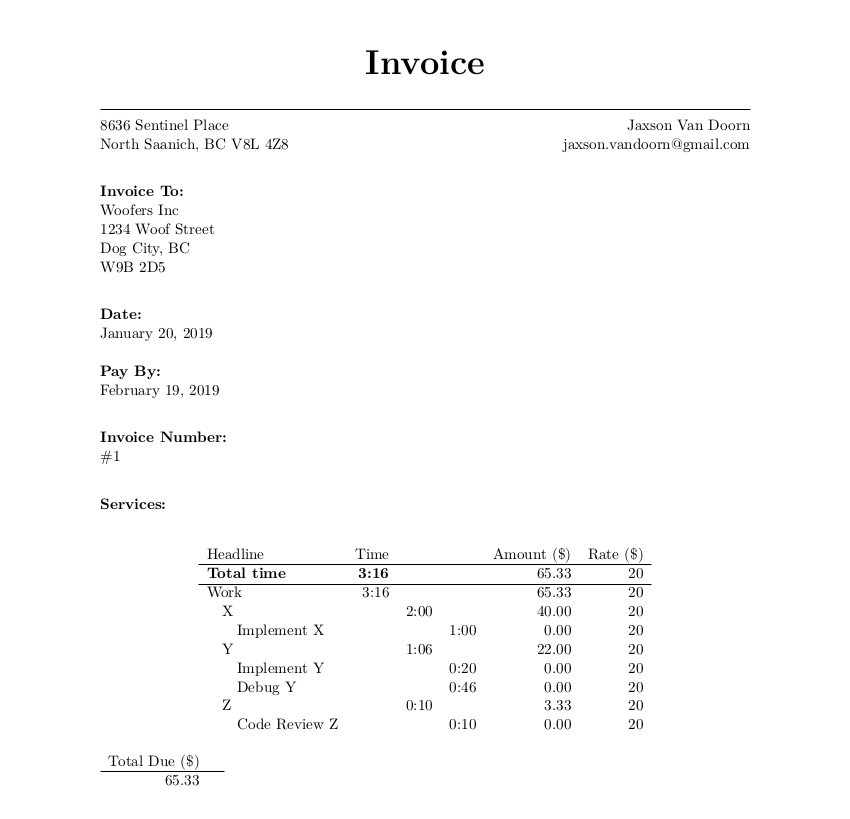 Invoice
8636 Sentinel Place Jaxson Van Doorn
North Saanich, BC V8L 4Z8 jaxson.vandoorn@gmail.com
Invoice To:
Woofers Inc
1234 Woof Street
Dog City, BC
W9B 2D5
Date:
January 20, 2019
Pay By:
February 19, 2019
Invoice Number:
#1
Services:
Headline Time Amount ($) Rate ($)
Total time 3:16 65.33 20
Work 3:16 65.33 20
X 2:00 40.00 20
Implement X 1:00 0.00 20
Y 1:06 22.00 20
Implement Y 0:20 0.00 20
Debug Y 0:46 0.00 20
Z 0:10 3.33 20
Code Review Z 0:10 0.00 20
Total Due ($)
65.33